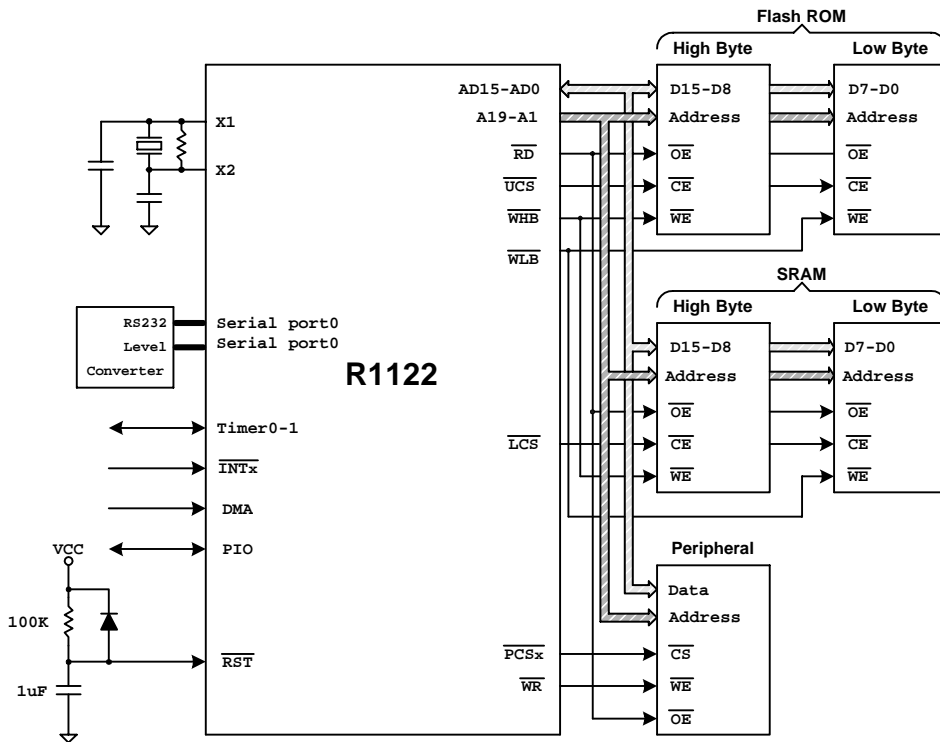 Flash ROM
High Byte
Low Byte
AD15-AD0
D15-D8
D7-D0
A19-A1
Address
Address
X1
RD
OE
OE
X2
UCS
CE
CE
WHB
WE
WE
WLB
SRAM
High Byte
Low Byte
RS232
Level
Converter
Serial port0
Serial port0
D15-D8
D7-D0
R1122
Address
Address
OE
OE
Timer0-1
LCS
CE
CE
INTx
WE
WE
DMA
VCC
PIO
Peripheral
Data
100K
Address
RST
PCSx
CS
1uF
WR
WE
OE